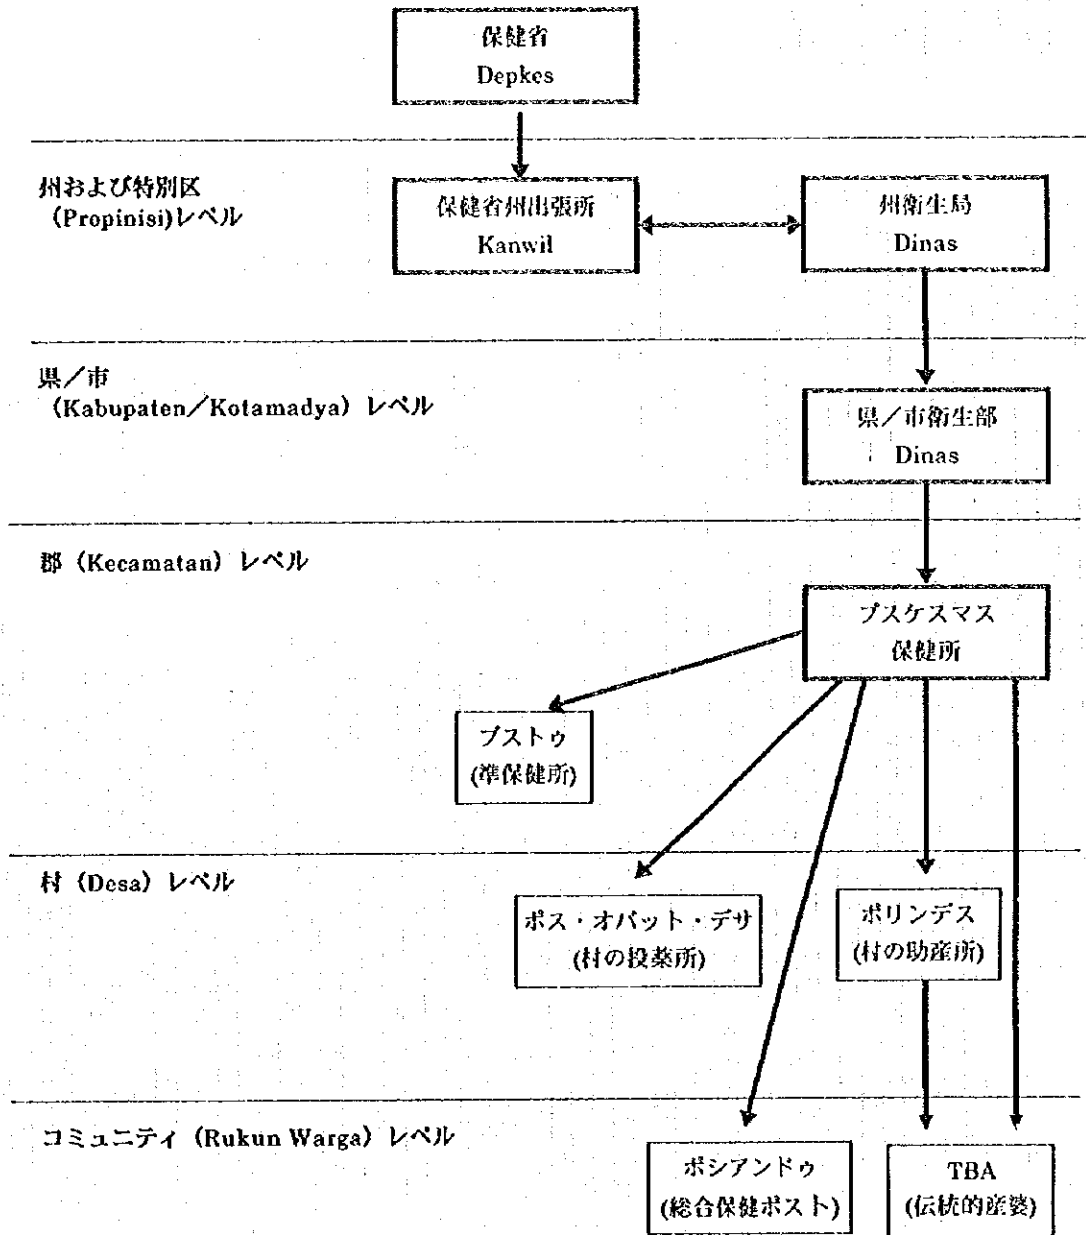 保健省
Depkes
州および特別区
(Propinisi)レベル
保健省州出張所
Kanwil
州衛生局
Dinas
県／市
(Kabupaten／Kotamadya) レベル
県／市衛生部
Dinas
郡 (Kecamatan) レベル
プスケスマス
保健所
プストゥ
(準保健所)
村 (Desa) レベル
ポス・オバット・デサ
(村の投薬所)
ポリンデス
(村の助産所)
コミュニティ (Rukun Warga) レベル
ポシアンドゥ
(総合保健ポスト)
TBA
(伝統的産婆)